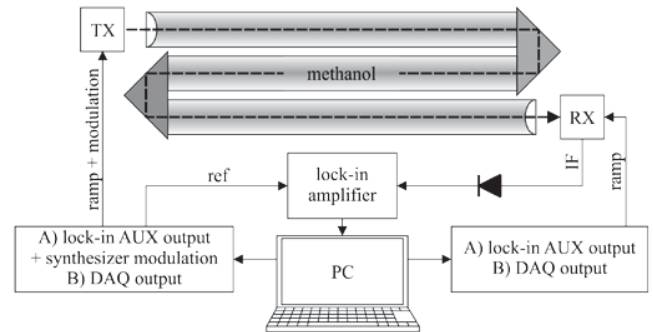 TX
methanol
RX
ramp + modulation
ref
lock-in
amplifier
IF
ramp
A) lock-in AUX output
+ synthesizer modulation
B) DAQ output
PC
A) lock-in AUX output
B) DAQ output